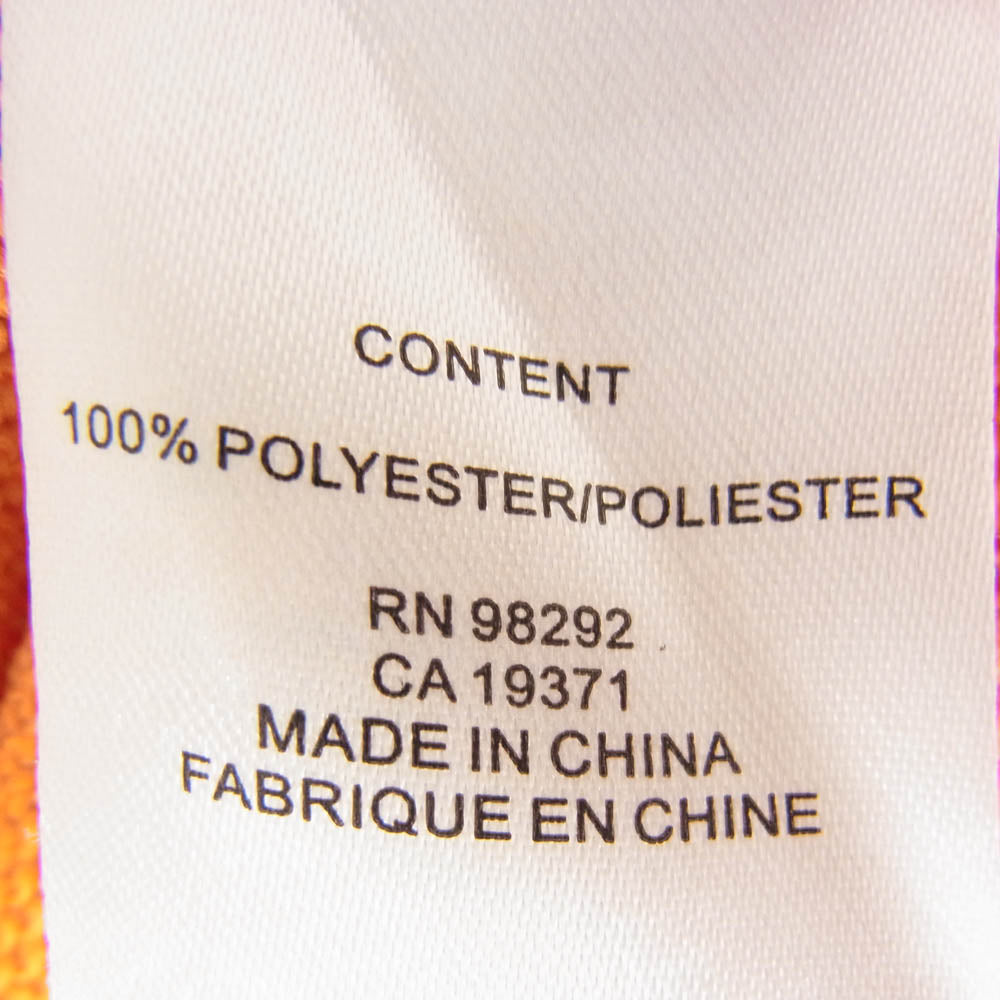 CONTENT
100% POLYESTER/POLIESTER
RN 98292
CA 19371
MADE IN CHINA
FABRIQUE EN CHINE